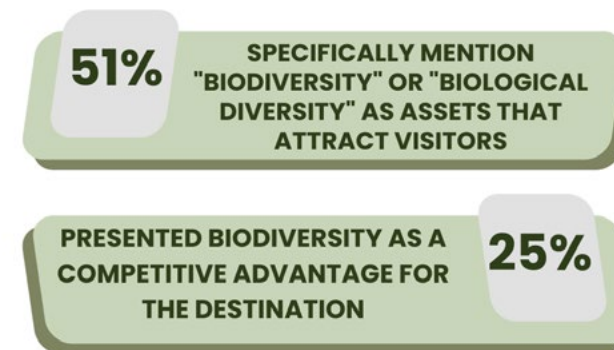 51%
SPECIFICALLY MENTION
"BIODIVERSITY" OR "BIOLOGICAL
DIVERSITY" AS ASSETS THAT
ATTRACT VISITORS
PRESENTED BIODIVERSITY AS A
COMPETITIVE ADVANTAGE FOR
THE DESTINATION
25%